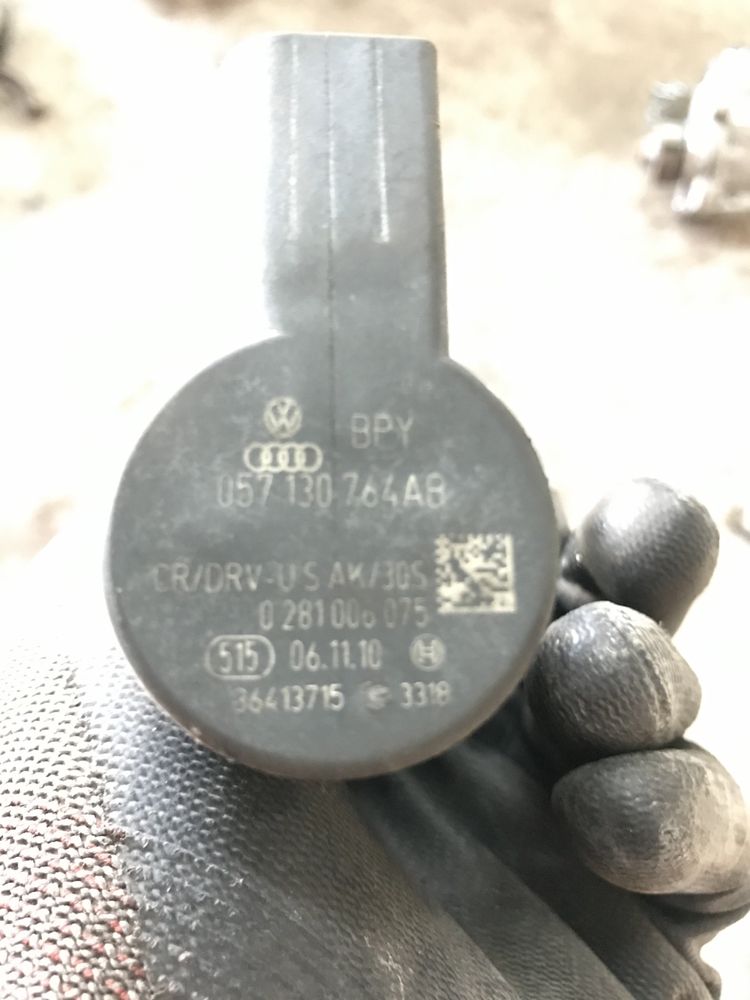 BPY
057 130 764AB
CR/DRV-U S AK/30S
0 281 006 075
515 06.11.10
36413715 3318